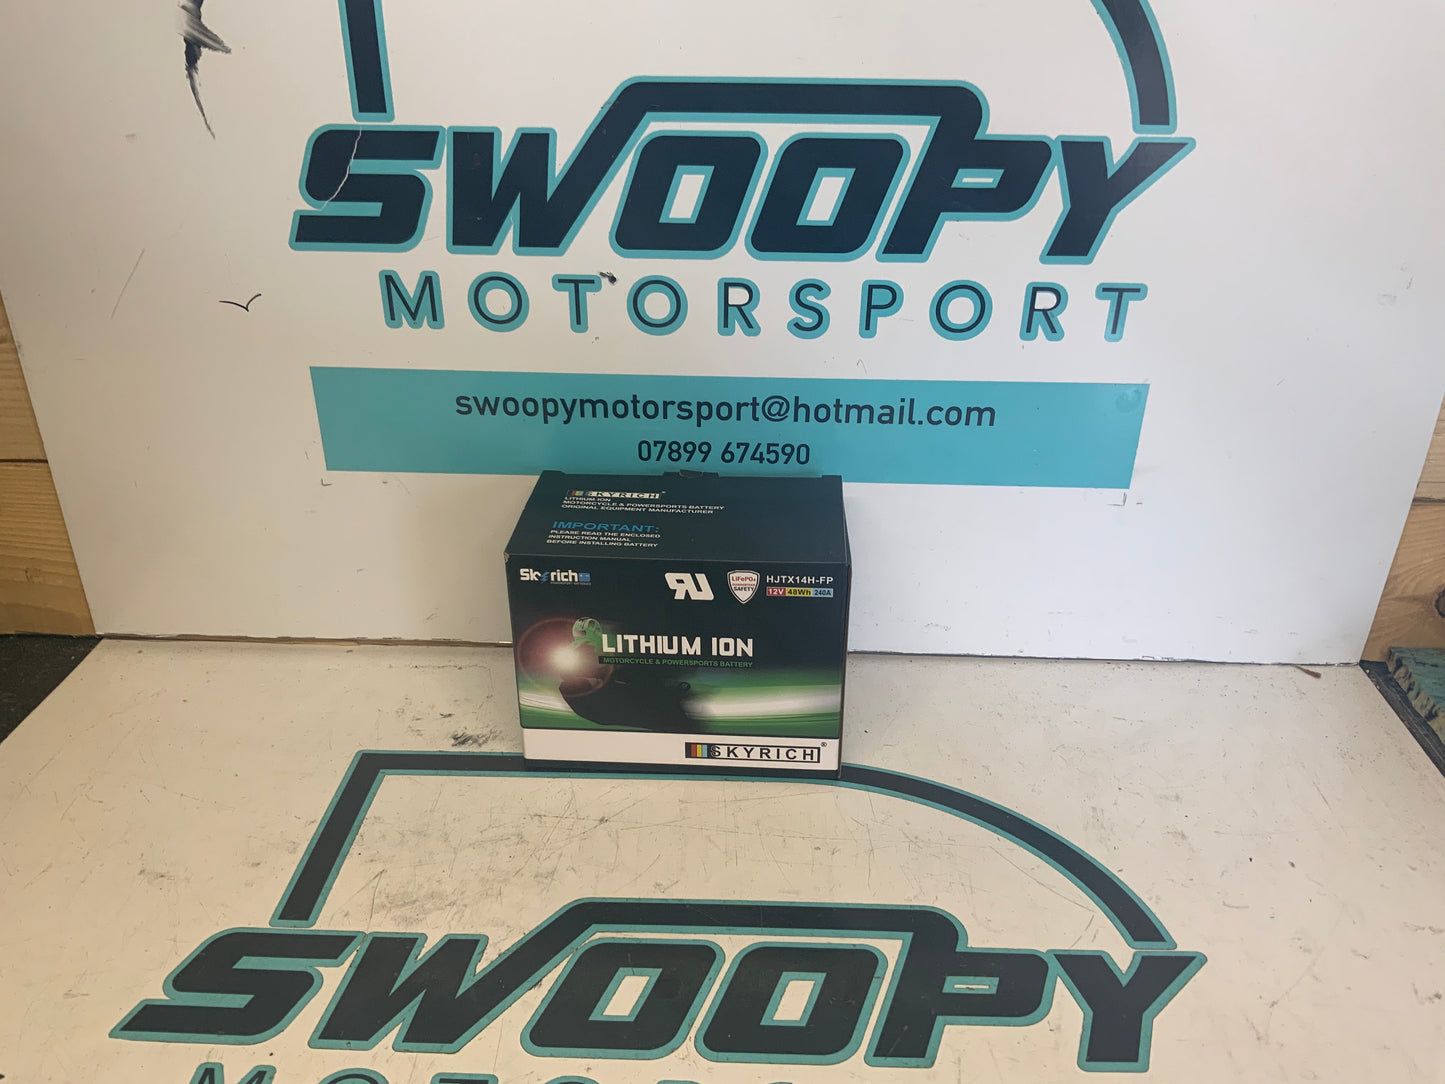 SWOOPY
MOTORSPORT
swoopymotorsport@hotmail.com
07899 674590
SKYRICH®
LITHIUM ION
MOTORCYCLE & POWERSPORTS BATTERY
ORIGINAL EQUIPMENT MANUFACTURER
IMPORTANT:
PLEASE READ THE ENCLOSED
INSTRUCTION MANUAL
BEFORE INSTALLING BATTERY
Skyrich
LiFePO4
SAFETY
HJTX14H-FP
12V 48Wh 240A
LITHIUM ION
MOTORCYCLE & POWERSPORTS BATTERY
SKYRICH®
SWOOPY
MOTORSPORT